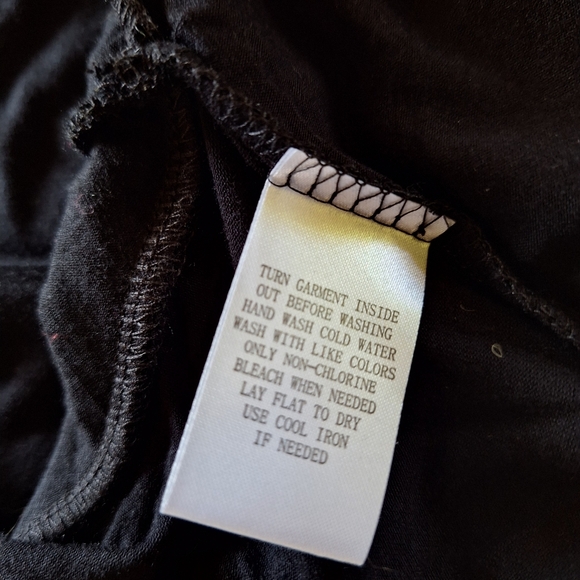 TURN GARMENT INSIDE
OUT BEFORE WASHING
HAND WASH COLD WATER
WASH WITH LIKE COLORS
ONLY NON-CHLORINE
BLEACH WHEN NEEDED
LAY FLAT TO DRY
USE COOL IRON
IF NEEDED